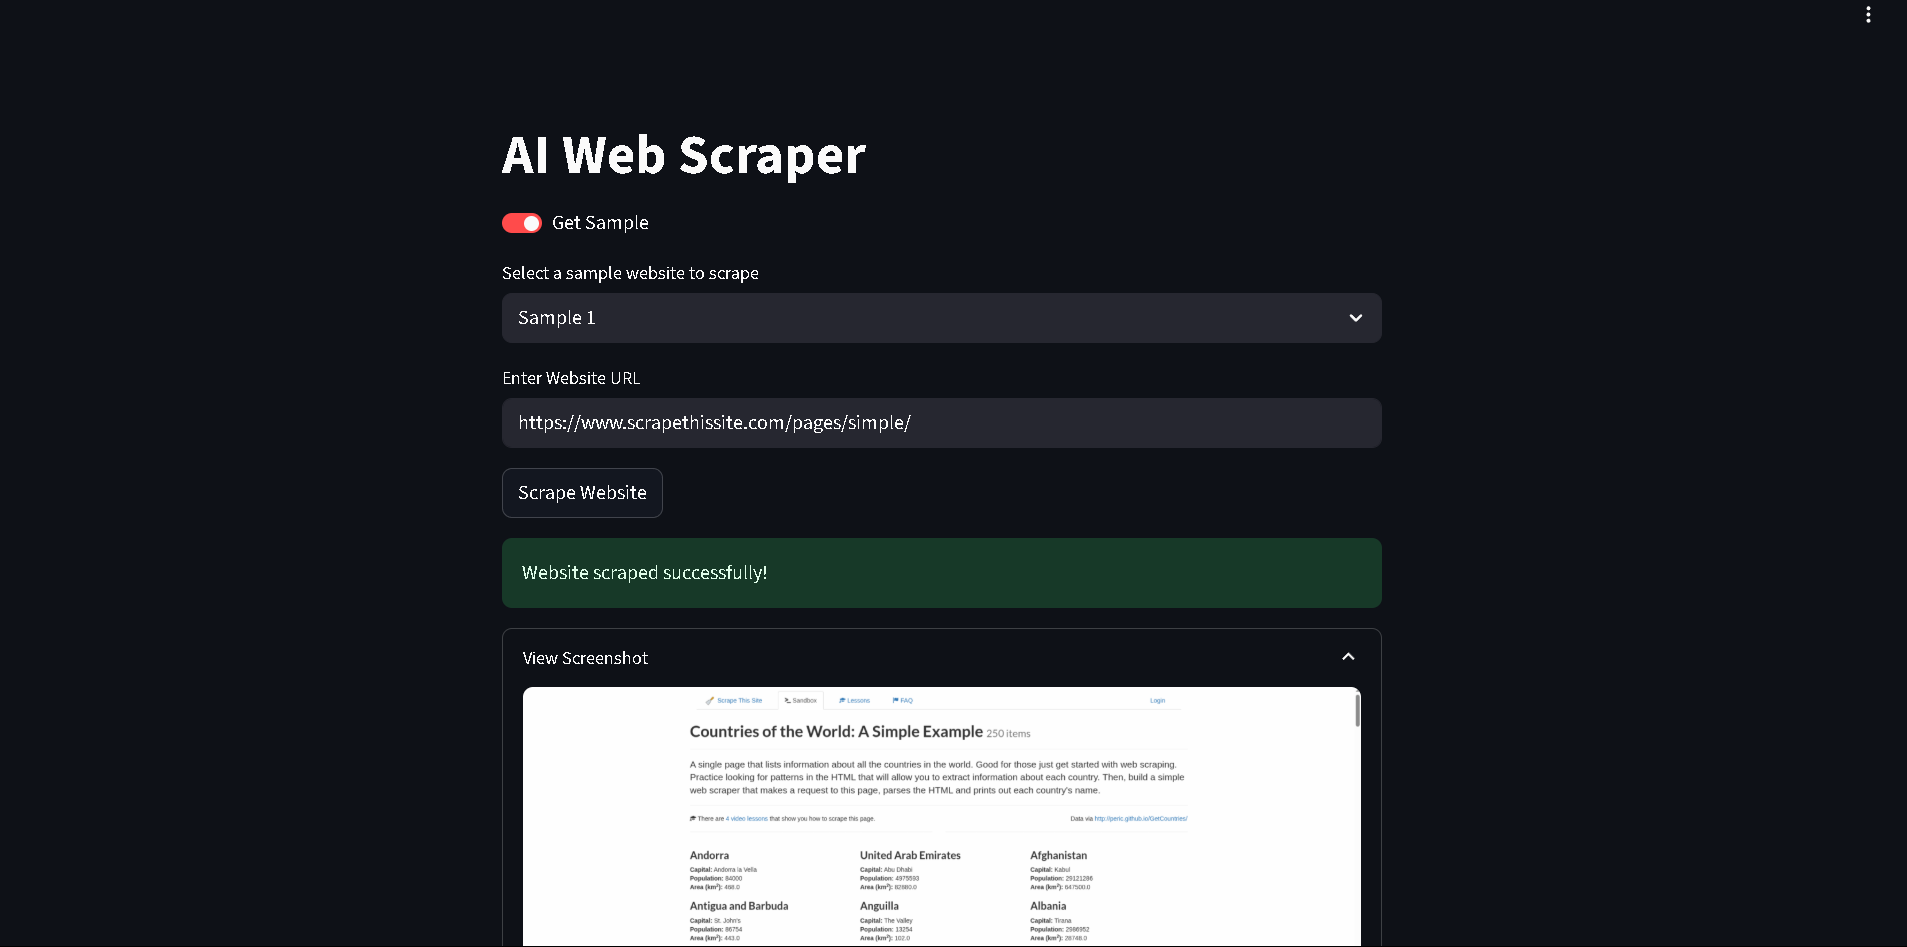 AI Web Scraper
Get Sample
Select a sample website to scrape
Sample 1
Enter Website URL
https://www.scrapethissite.com/pages/simple/
Scrape Website
Website scraped successfully!
View Screenshot
Scrape This Site Sandbox Lessons FAQ Login
Countries of the World: A Simple Example 250 items
A single page that lists information about all the countries in the world. Good for those just get started with web scraping.
Practice looking for patterns in the HTML that will allow you to extract information about each country. Then, build a simple
web scraper that makes a request to this page, parses the HTML and prints out each country's name.
There are 4 video lessons that show you how to scrape this page. Data via http://peric.github.io/GetCountries/
Andorra United Arab Emirates Afghanistan
Capital: Andorra la Vella Capital: Abu Dhabi Capital: Kabul
Population: 84000 Population: 4975593 Population: 29121286
Area (km²): 468.0 Area (km²): 82880.0 Area (km²): 647500.0
Antigua and Barbuda Anguilla Albania
Capital: St. John's Capital: The Valley Capital: Tirana
Population: 86754 Population: 13254 Population: 2986952
Area (km²): 443.0 Area (km²): 102.0 Area (km²): 28748.0